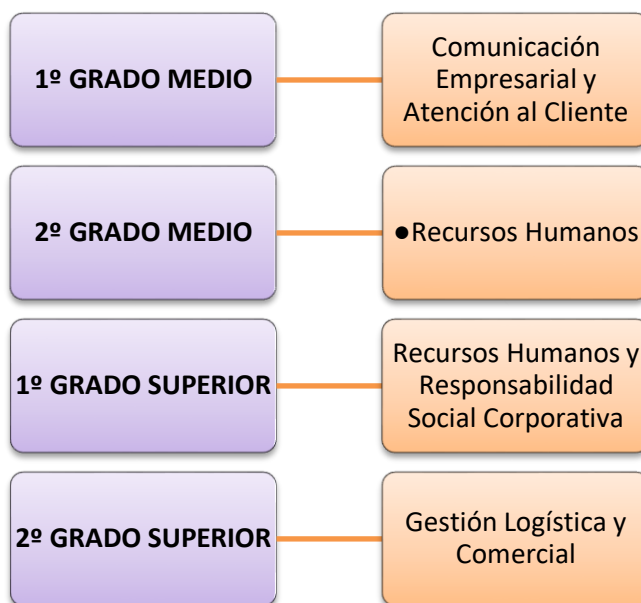 1º GRADO MEDIO
Comunicación
Empresarial y
Atención al Cliente
2º GRADO MEDIO
●Recursos Humanos
1º GRADO SUPERIOR
Recursos Humanos y
Responsabilidad
Social Corporativa
2º GRADO SUPERIOR
Gestión Logística y
Comercial